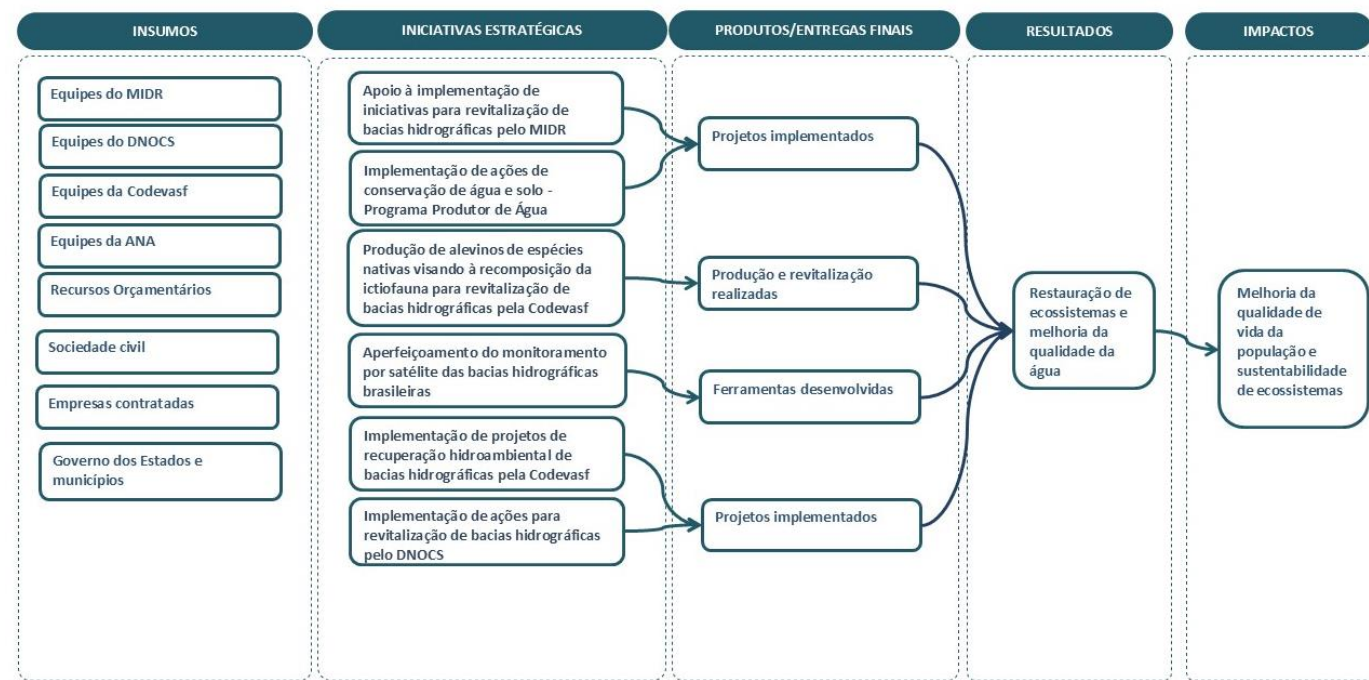 INSUMOS
INICIATIVAS ESTRATÉGICAS
PRODUTOS/ENTREGAS FINAIS
RESULTADOS
IMPACTOS
Equipes do MIDR
Equipes do DNOCS
Equipes da Codevasf
Equipes da ANA
Recursos Orçamentários
Sociedade civil
Empresas contratadas
Governo dos Estados e
municípios
Apoio à implementação de
iniciativas para revitalização de
bacias hidrográficas pelo MIDR
Implementação de ações de
conservação de água e solo -
Programa Produtor de Água
Produção de alevinos de espécies
nativas visando à recomposição da
ictiofauna para revitalização de
bacias hidrográficas pela Codevasf
Aperfeiçoamento do monitoramento
por satélite das bacias hidrográficas
brasileiras
Implementação de projetos de
recuperação hidroambiental de
bacias hidrográficas pela Codevasf
Implementação de ações para
revitalização de bacias hidrográficas
pelo DNOCS
Projetos implementados
Produção e revitalização
realizadas
Ferramentas desenvolvidas
Projetos implementados
Restauração de
ecossistemas e
melhoria da
qualidade da
água
Melhoria da
qualidade de
vida da
população e
sustentabilidade
de ecossistemas